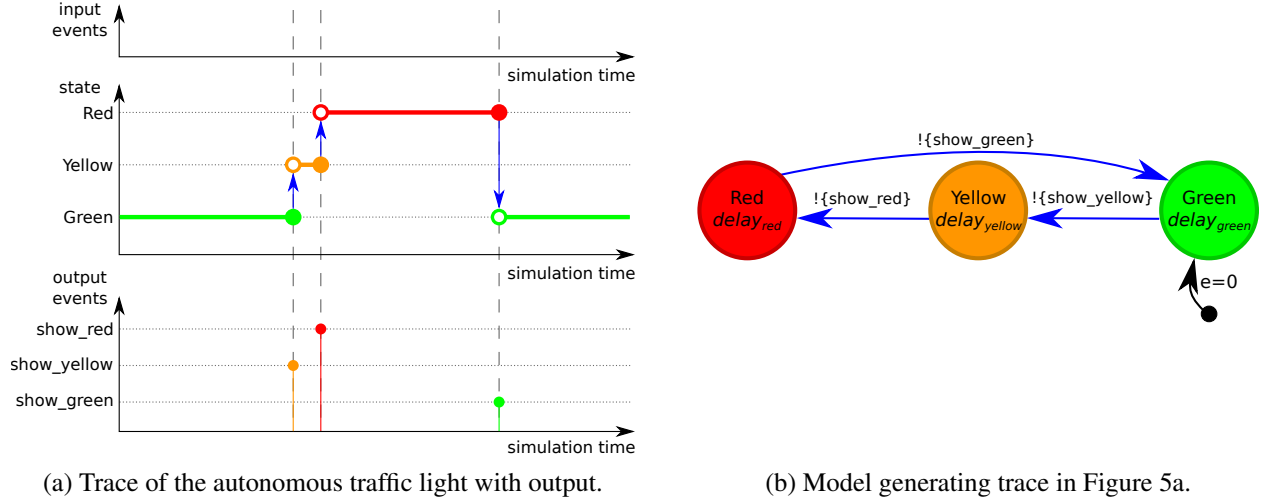 input
events
simulation time
state
Red
Yellow
Green
simulation time
output
events
show_red
show_yellow
show_green
simulation time
(a) Trace of the autonomous traffic light with output.
!{show_green}
Red
delay_red
!{show_red}
Yellow
delay_yellow
!{show_yellow}
Green
delay_green
e=0
(b) Model generating trace in Figure 5a.